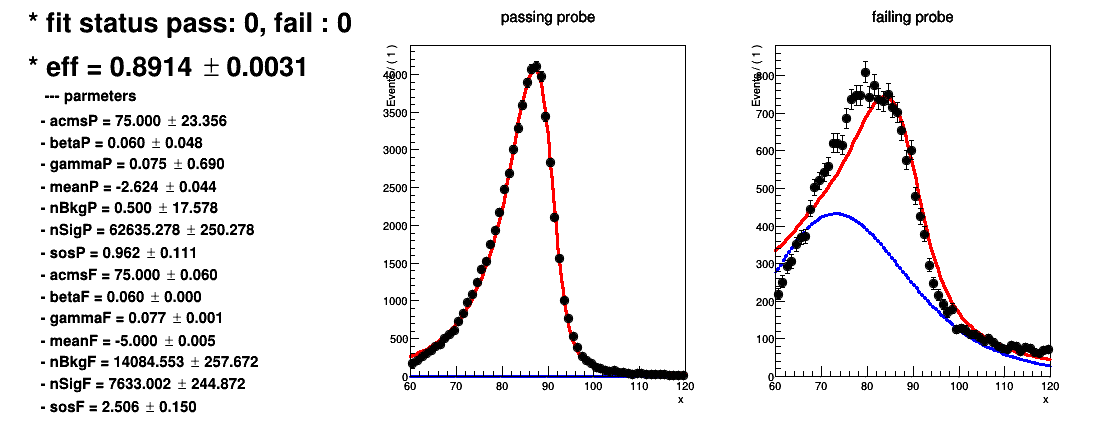 * fit status pass: 0, fail : 0
* eff = 0.8914 ± 0.0031
--- parmeters
- acmsP = 75.000 ± 23.356
- betaP = 0.060 ± 0.048
- gammaP = 0.075 ± 0.690
- meanP = -2.624 ± 0.044
- nBkgP = 0.500 ± 17.578
- nSigP = 62635.278 ± 250.278
- sosP = 0.962 ± 0.111
- acmsF = 75.000 ± 0.060
- betaF = 0.060 ± 0.000
- gammaF = 0.077 ± 0.001
- meanF = -5.000 ± 0.005
- nBkgF = 14084.553 ± 257.672
- nSigF = 7633.002 ± 244.872
- sosF = 2.506 ± 0.150
passing probe
Events / ( 1 )
4000
3500
3000
2500
2000
1500
1000
500
0
60 70 80 90 100 110 120
x
failing probe
Events / ( 1 )
800
700
600
500
400
300
200
100
0
60 70 80 90 100 110 120
x